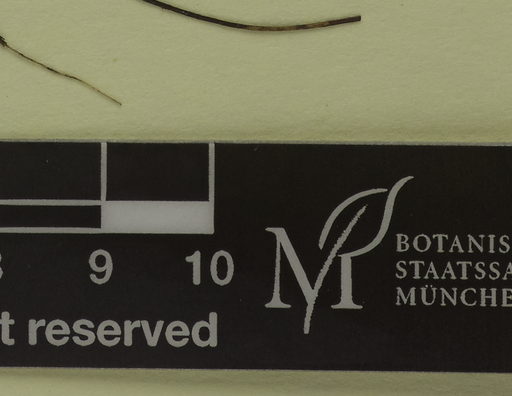 9 10
t reserved
BOTANIS
STAATSSA
MÜNCHE